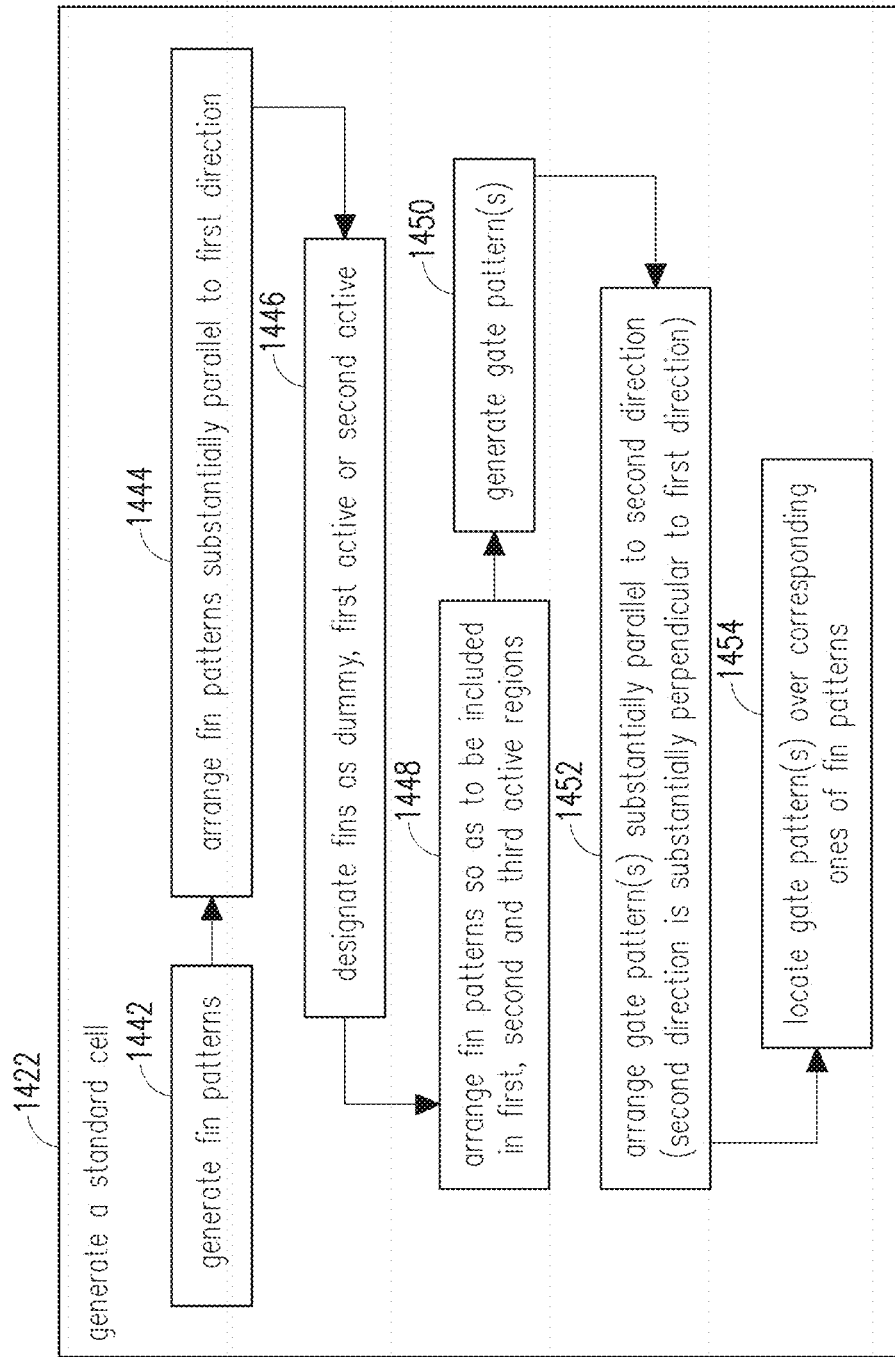 1422
generate a standard cell
1442
generate fin patterns
1444
arrange fin patterns substantially parallel to first direction
1446
designate fins as dummy, first active or second active
1448
arrange fin patterns so as to be included
in first, second and third active regions
1450
generate gate pattern(s)
1452
arrange gate pattern(s) substantially parallel to second direction
(second direction is substantially perpendicular to first direction)
1454
locate gate pattern(s) over corresponding
ones of fin patterns